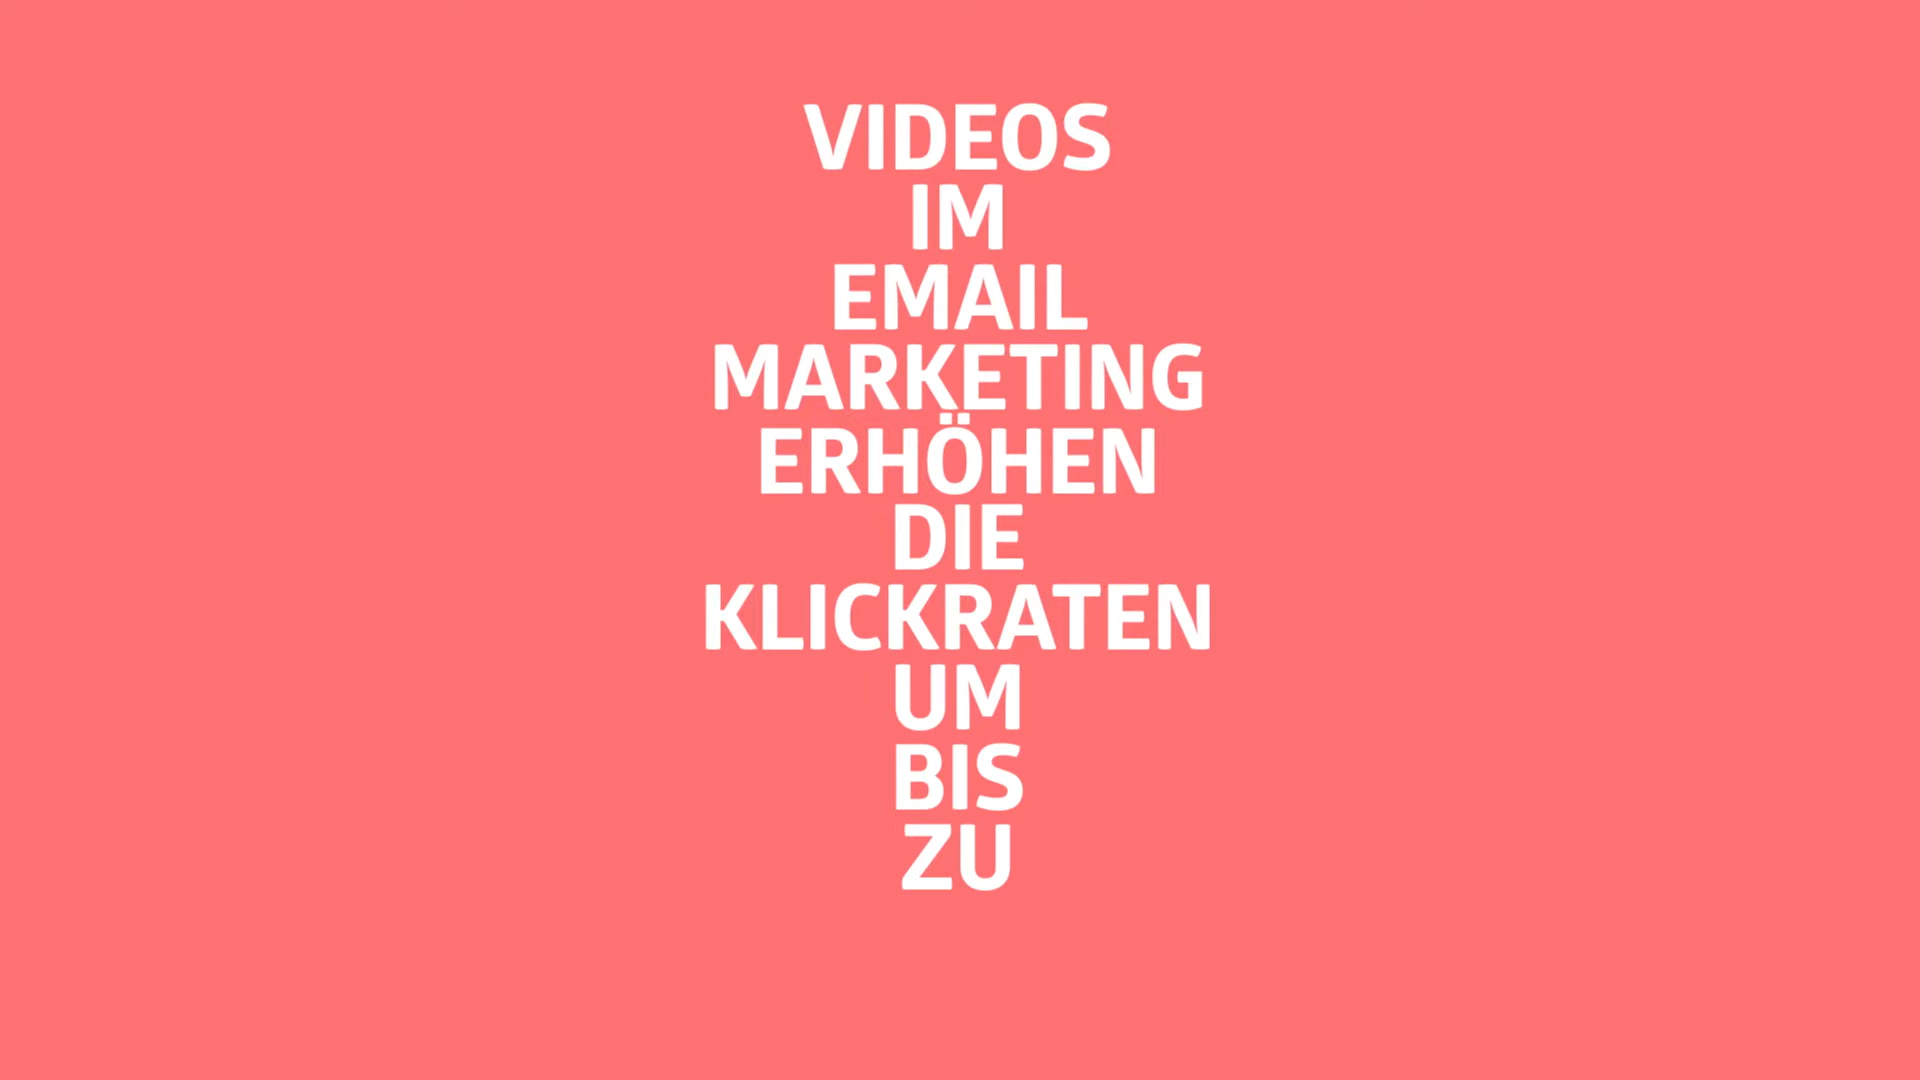 VIDEOS
IM
EMAIL
MARKETING
ERHÖHEN
DIE
KLICKRATEN
UM
BIS
ZU